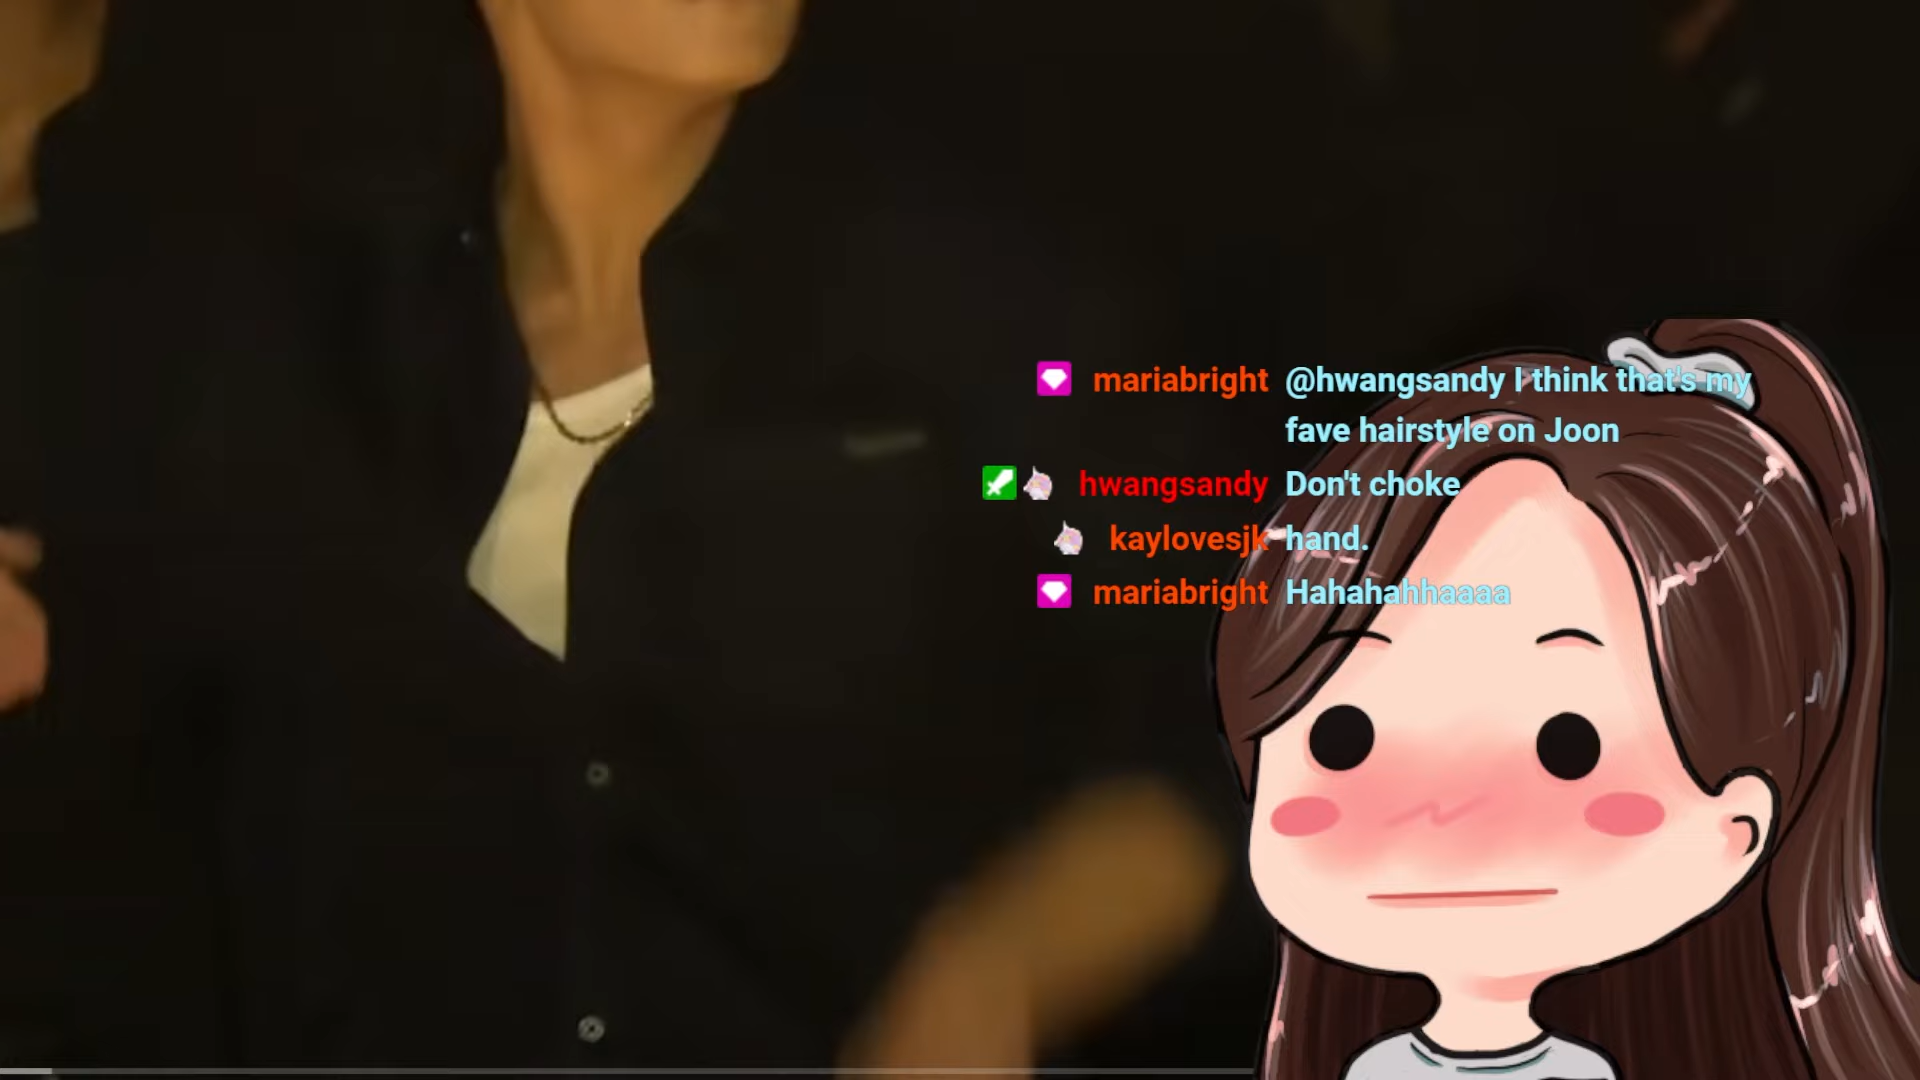 mariabright @hwangsandy I think that's my
fave hairstyle on Joon
hwangsandy Don't choke
kaylovesjk hand.
mariabright Hahahahhaaaa